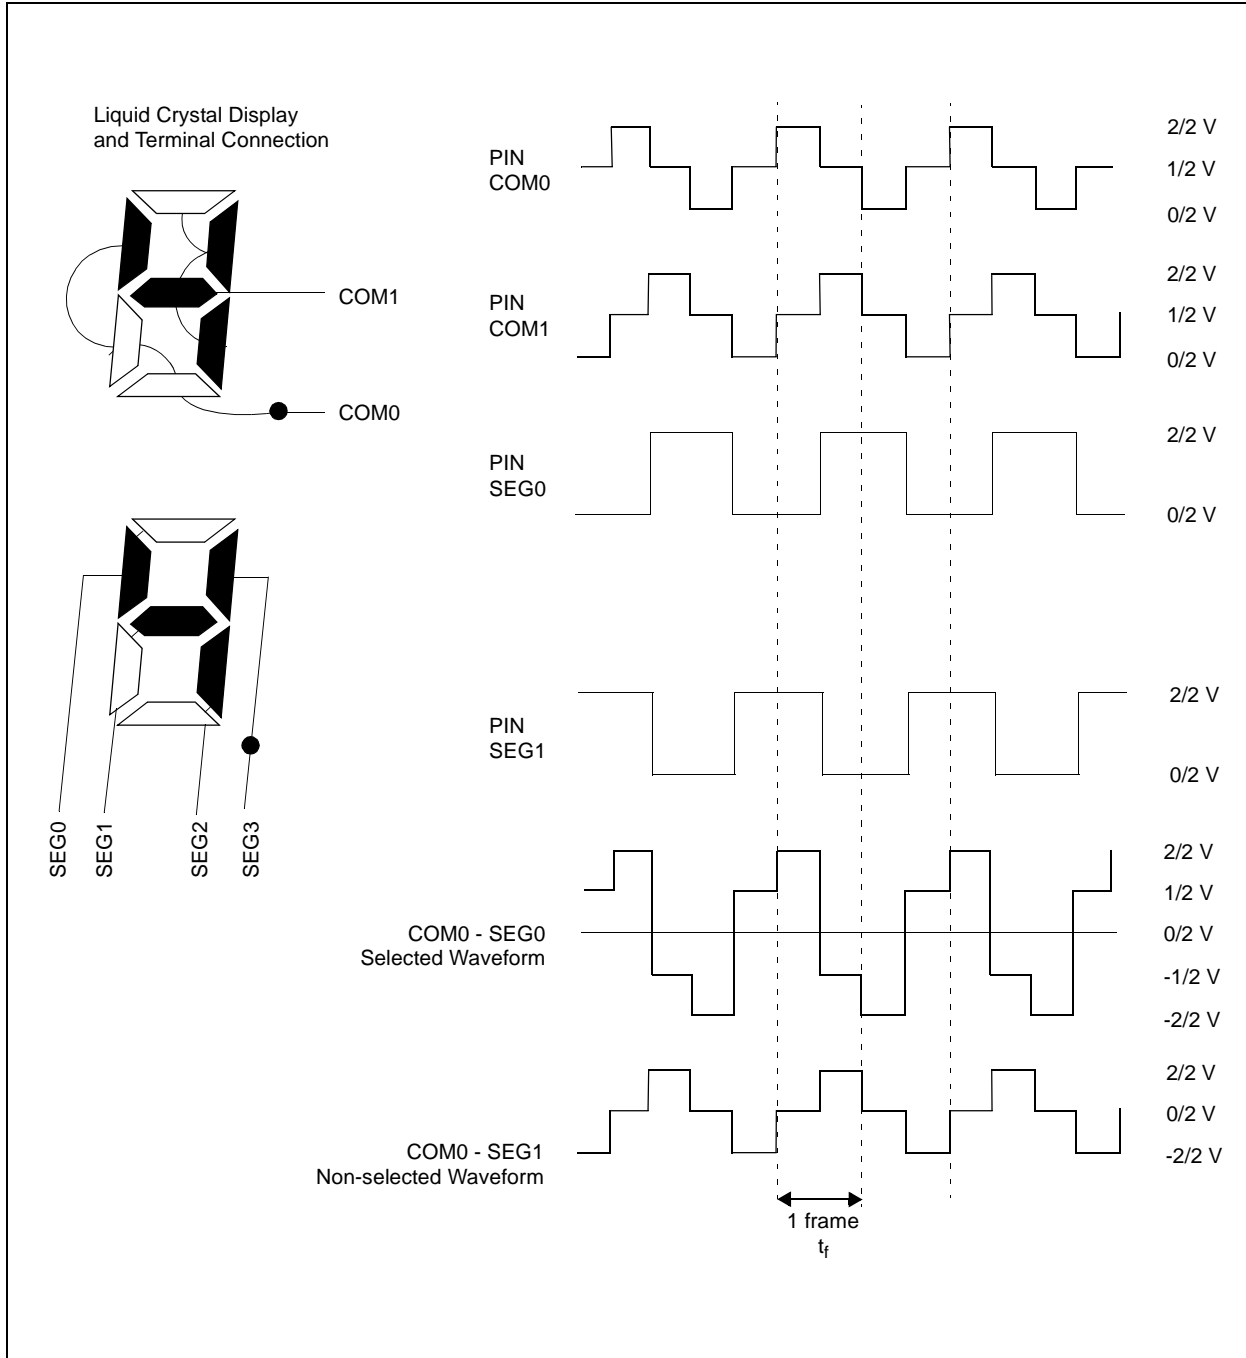 Liquid Crystal Display
and Terminal Connection
COM1
COM0
SEG0
SEG1
SEG2
SEG3
PIN
COM0
2/2 V
1/2 V
0/2 V
PIN
COM1
2/2 V
1/2 V
0/2 V
PIN
SEG0
2/2 V
0/2 V
PIN
SEG1
2/2 V
0/2 V
COM0 - SEG0
Selected Waveform
2/2 V
1/2 V
0/2 V
-1/2 V
-2/2 V
COM0 - SEG1
Non-selected Waveform
2/2 V
0/2 V
-2/2 V
1 frame
tf